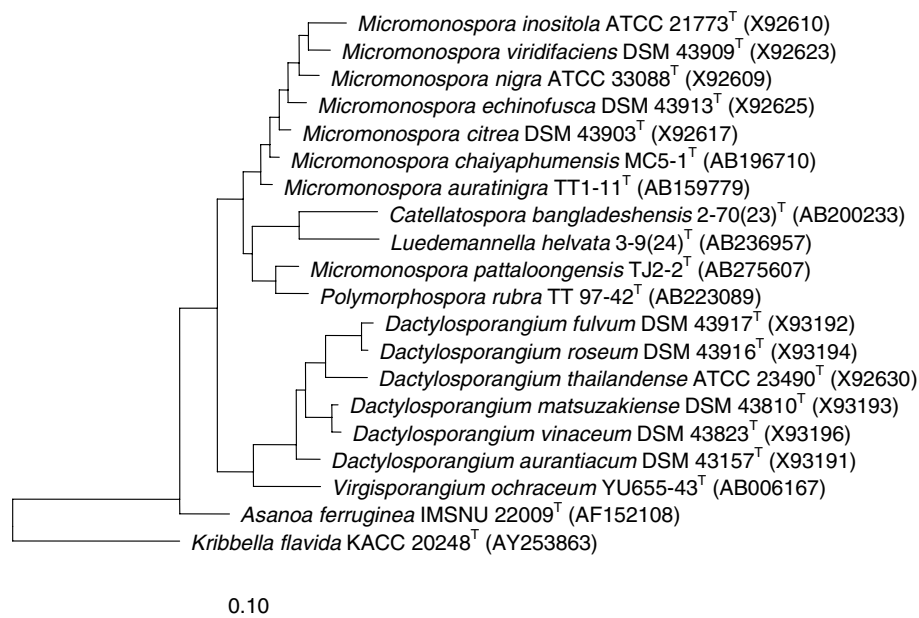 Micromonospora inositola ATCC 21773T (X92610)
Micromonospora viridifaciens DSM 43909T (X92623)
Micromonospora nigra ATCC 33088T (X92609)
Micromonospora echinofusca DSM 43913T (X92625)
Micromonospora citrea DSM 43903T (X92617)
Micromonospora chaiyaphumensis MC5-1T (AB196710)
Micromonospora auratinigra TT1-11T (AB159779)
Catellatospora bangladeshensis 2-70(23)T (AB200233)
Luedemannella helvata 3-9(24)T (AB236957)
Micromonospora pattaloongensis TJ2-2T (AB275607)
Polymorphospora rubra TT 97-42T (AB223089)
Dactylosporangium fulvum DSM 43917T (X93192)
Dactylosporangium roseum DSM 43916T (X93194)
Dactylosporangium thailandense ATCC 23490T (X92630)
Dactylosporangium matsuzakiense DSM 43810T (X93193)
Dactylosporangium vinaceum DSM 43823T (X93196)
Dactylosporangium aurantiacum DSM 43157T (X93191)
Virgisporangium ochraceum YU655-43T (AB006167)
Asanoa ferruginea IMSNU 22009T (AF152108)
Kribbella flavida KACC 20248T (AY253863)
0.10